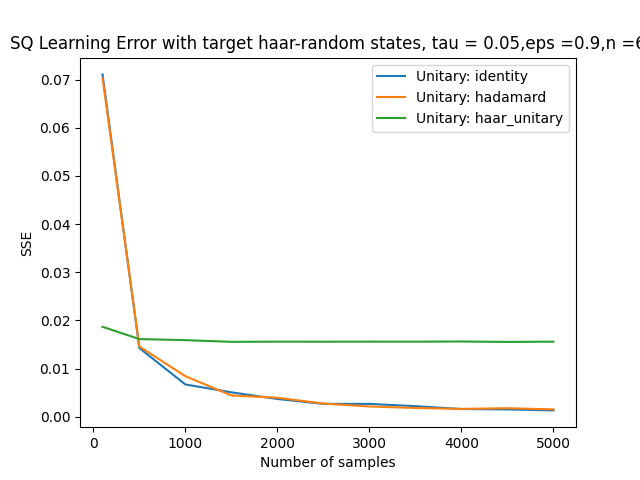 SQ Learning Error with target haar-random states, tau = 0.05,eps =0.9,n =6
Unitary: identity
Unitary: hadamard
Unitary: haar_unitary
0.07
0.06
0.05
0.04
0.03
0.02
0.01
0.00
SSE
0 1000 2000 3000 4000 5000
Number of samples